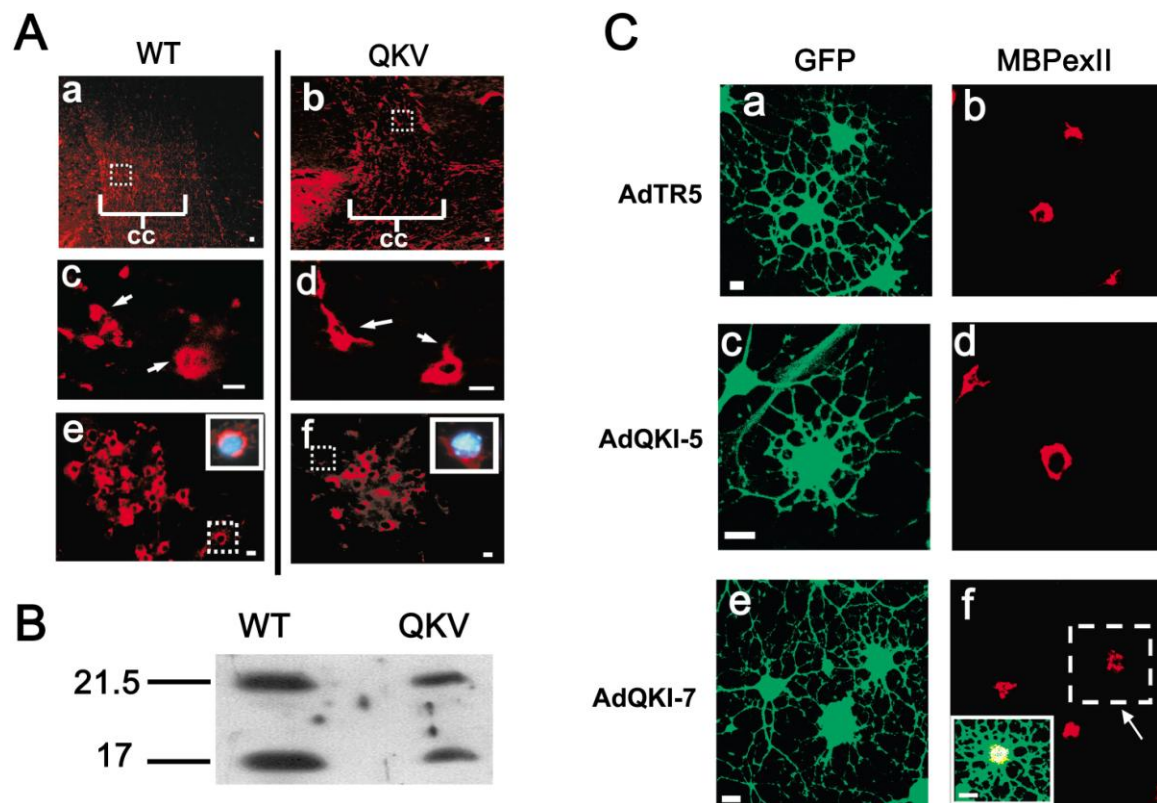 A
WT
QKV
a
b
cc
cc
c
d
e
f
B
WT
QKV
21.5
17
C
GFP
MBPexII
AdTR5
a
b
AdQKI-5
c
d
AdQKI-7
e
f